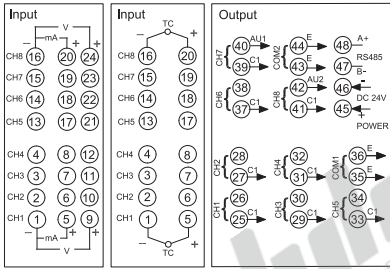 Input
V
mA
CH8 16 20 24
CH7 15 19 23
CH6 14 18 22
CH5 13 17 21
CH4 4 8 12
CH3 3 7 11
CH2 2 6 10
CH1 1 5 9
mA
V
Input
TC
CH8 16 20
CH7 15 19
CH6 14 18
CH5 13 17
CH4 4 8
CH3 3 7
CH2 2 6
CH1 1 5
TC
Output
CH7 40 AU1 COM2 44 E 48 A+
39 C1 43 E 47 B- RS485
CH6 38 CH8 42 AU2 46 -
37 C1 41 C1 45 + DC 24V
POWER
CH2 28 CH4 32 COM1 36 E
27 C1 31 C1 35 E
CH1 26 CH3 30 CH5 34
25 C1 29 C1 33 C1